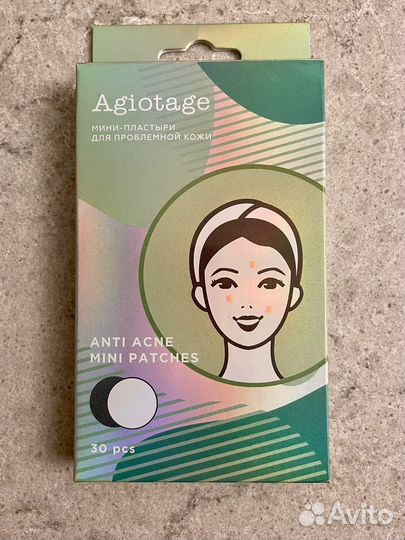 Agiotage
МИНИ-ПЛАСТЫРИ
ДЛЯ ПРОБЛЕМНОЙ КОЖИ
ANTI ACNE
MINI PATCHES
30 pcs
Avito